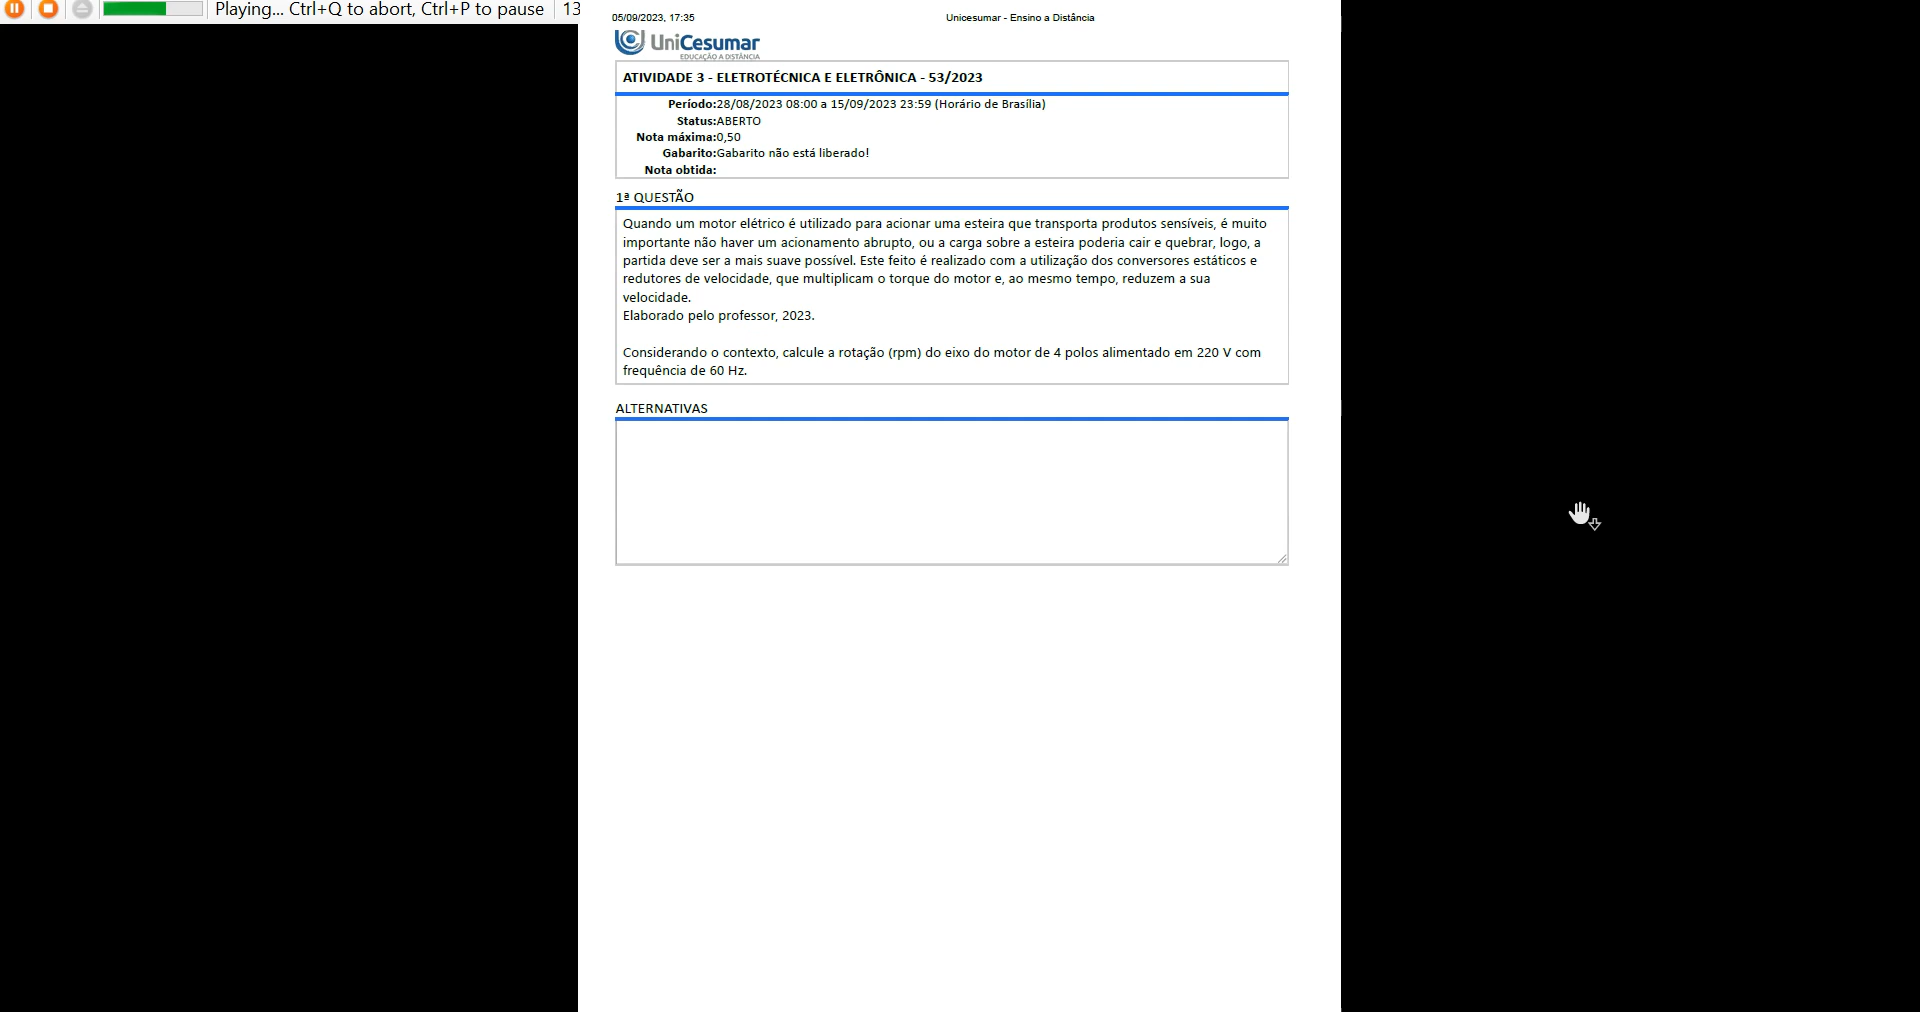 Playing... Ctrl+Q to abort, Ctrl+P to pause 13
05/09/2023, 17:35 Unicesumar - Ensino a Distância
UniCesumar
EDUCAÇÃO A DISTÂNCIA
ATIVIDADE 3 - ELETROTÉCNICA E ELETRÔNICA - 53/2023
Período:28/08/2023 08:00 a 15/09/2023 23:59 (Horário de Brasília)
Status:ABERTO
Nota máxima:0,50
Gabarito:Gabarito não está liberado!
Nota obtida:
1ª QUESTÃO
Quando um motor elétrico é utilizado para acionar uma esteira que transporta produtos sensíveis, é muito
importante não haver um acionamento abrupto, ou a carga sobre a esteira poderia cair e quebrar, logo, a
partida deve ser a mais suave possível. Este feito é realizado com a utilização dos conversores estáticos e
redutores de velocidade, que multiplicam o torque do motor e, ao mesmo tempo, reduzem a sua
velocidade.
Elaborado pelo professor, 2023.
Considerando o contexto, calcule a rotação (rpm) do eixo do motor de 4 polos alimentado em 220 V com
frequência de 60 Hz.
ALTERNATIVAS